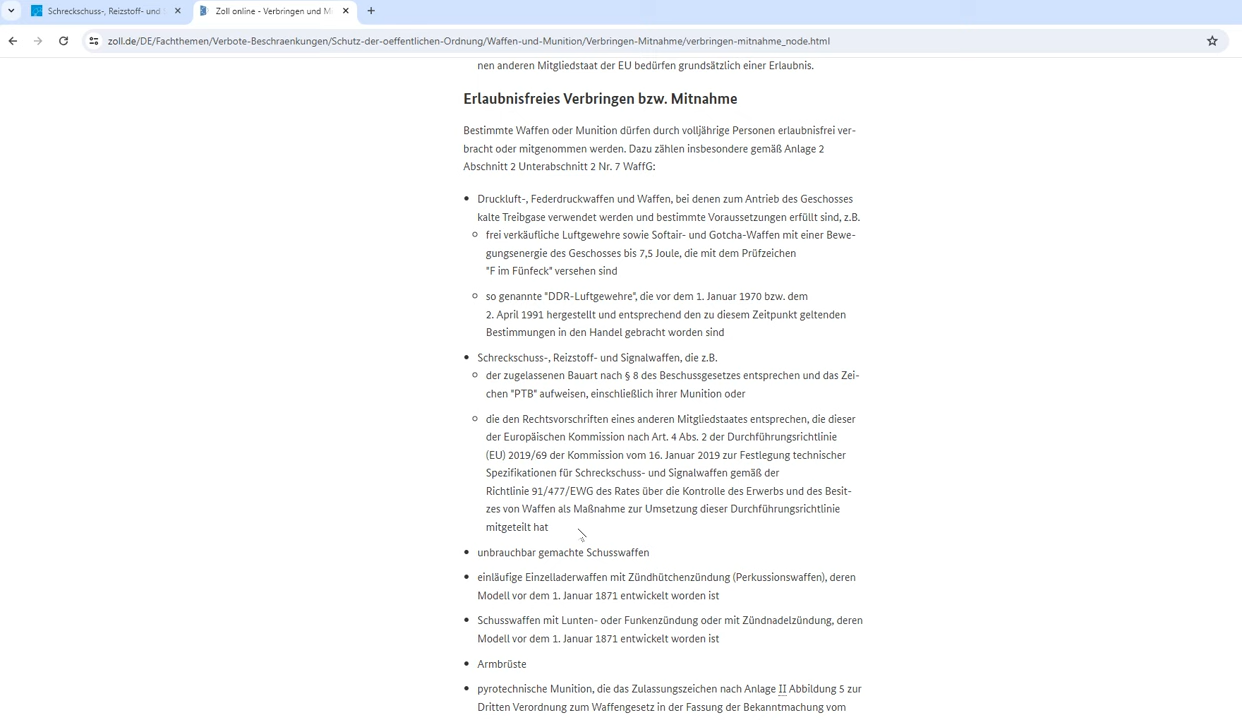 Schreckschuss-, Reizstoff- und
Zoll online - Verbringen und M
zoll.de/DE/Fachthemen/Verbote-Beschraenkungen/Schutz-der-oeffentlichen-Ordnung/Waffen-und-Munition/Verbringen-Mitnahme/verbringen-mitnahme_node.html
nen anderen Mitgliedstaat der EU bedürfen grundsätzlich einer Erlaubnis.
Erlaubnisfreies Verbringen bzw. Mitnahme
Bestimmte Waffen oder Munition dürfen durch volljährige Personen erlaubnisfrei ver-
bracht oder mitgenommen werden. Dazu zählen insbesondere gemäß Anlage 2
Abschnitt 2 Unterabschnitt 2 Nr. 7 WaffG:
Druckluft-, Federdruckwaffen und Waffen, bei denen zum Antrieb des Geschosses
kalte Treibgase verwendet werden und bestimmte Voraussetzungen erfüllt sind, z.B.
frei verkäufliche Luftgewehre sowie Softair- und Gotcha-Waffen mit einer Bewe-
gungsenergie des Geschosses bis 7,5 Joule, die mit dem Prüfzeichen
"F im Fünfeck" versehen sind
so genannte "DDR-Luftgewehre", die vor dem 1. Januar 1970 bzw. dem
2. April 1991 hergestellt und entsprechend den zu diesem Zeitpunkt geltenden
Bestimmungen in den Handel gebracht worden sind
Schreckschuss-, Reizstoff- und Signalwaffen, die z.B.
der zugelassenen Bauart nach § 8 des Beschussgesetzes entsprechen und das Zei-
chen "PTB" aufweisen, einschließlich ihrer Munition oder
die den Rechtsvorschriften eines anderen Mitgliedstaates entsprechen, die dieser
der Europäischen Kommission nach Art. 4 Abs. 2 der Durchführungsrichtlinie
(EU) 2019/69 der Kommission vom 16. Januar 2019 zur Festlegung technischer
Spezifikationen für Schreckschuss- und Signalwaffen gemäß der
Richtlinie 91/477/EWG des Rates über die Kontrolle des Erwerbs und des Besit-
zes von Waffen als Maßnahme zur Umsetzung dieser Durchführungsrichtlinie
mitgeteilt hat
unbrauchbar gemachte Schusswaffen
einläufige Einzelladerwaffen mit Zündhütchenzündung (Perkussionswaffen), deren
Modell vor dem 1. Januar 1871 entwickelt worden ist
Schusswaffen mit Lunten- oder Funkenzündung oder mit Zündnadelzündung, deren
Modell vor dem 1. Januar 1871 entwickelt worden ist
Armbrüste
pyrotechnische Munition, die das Zulassungszeichen nach Anlage II Abbildung 5 zur
Dritten Verordnung zum Waffengesetz in der Fassung der Bekanntmachung vom